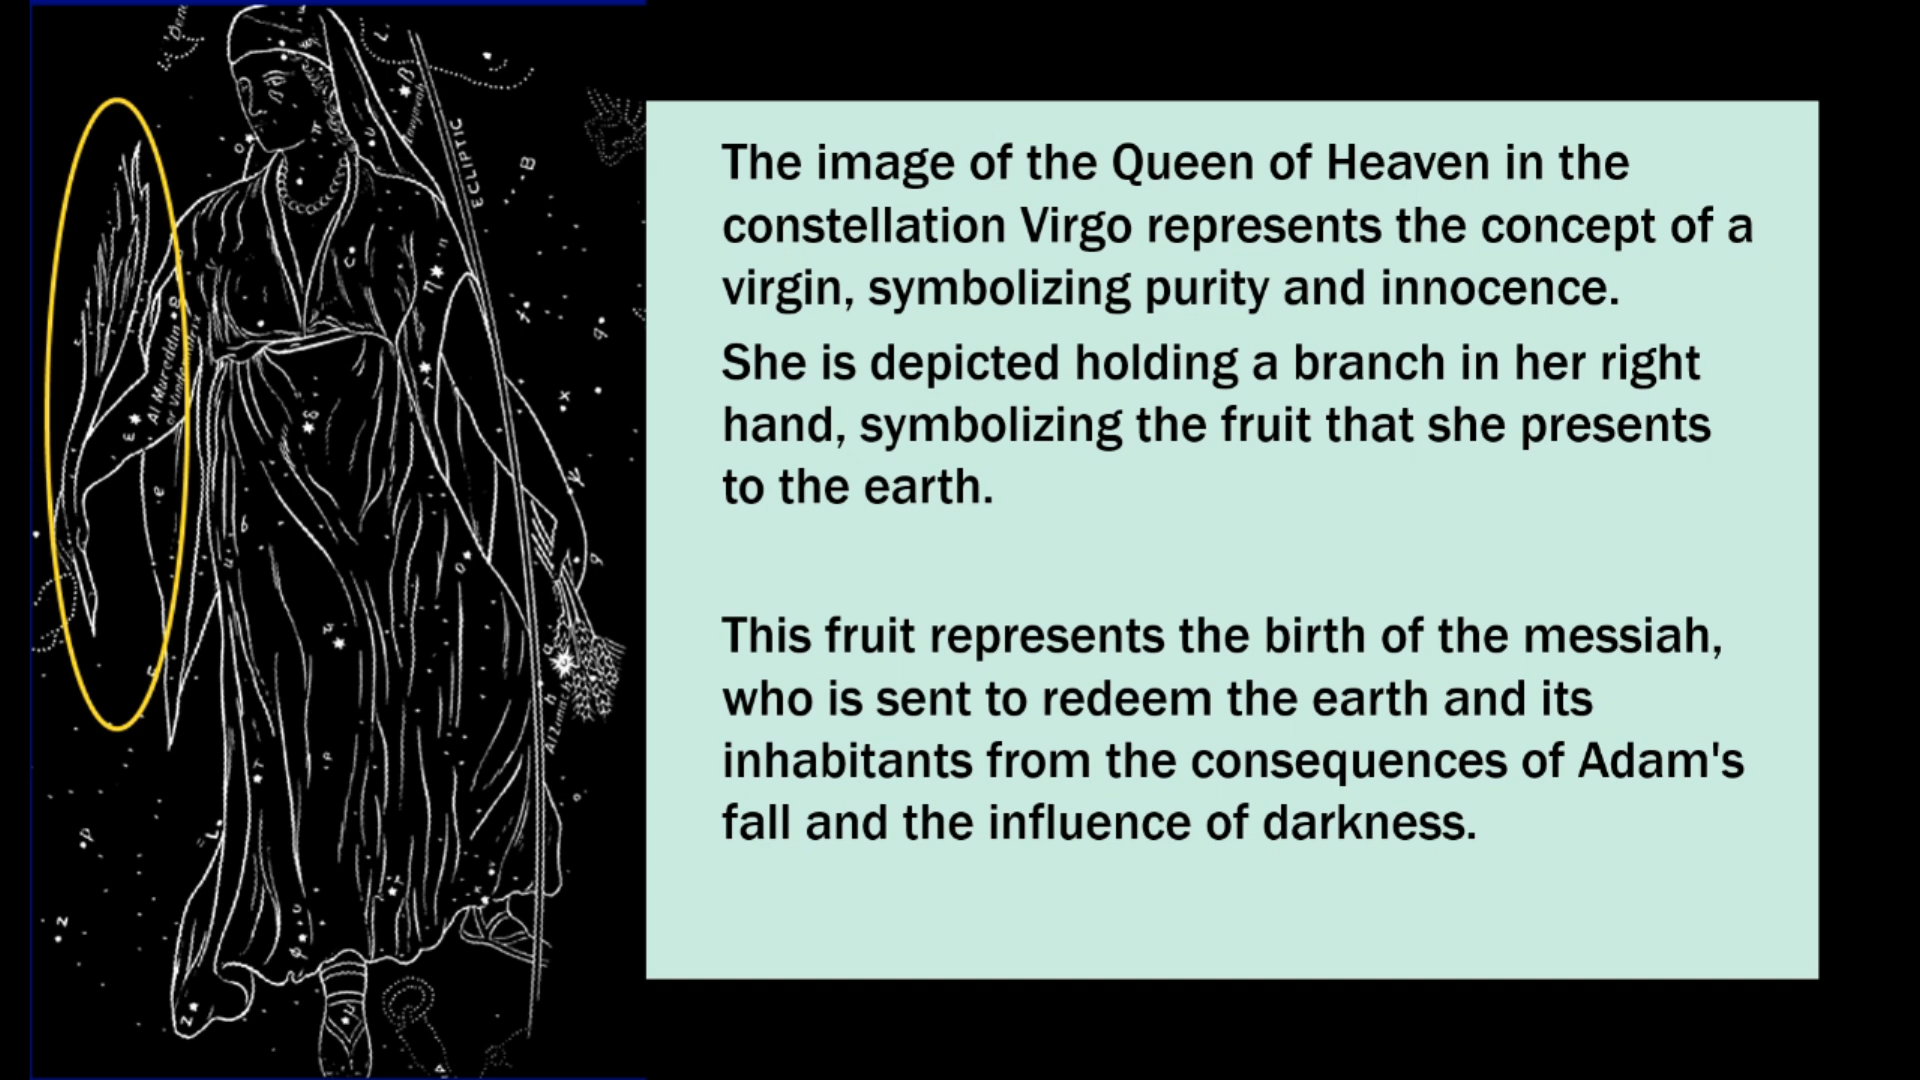 The image of the Queen of Heaven in the
constellation Virgo represents the concept of a
virgin, symbolizing purity and innocence.
She is depicted holding a branch in her right
hand, symbolizing the fruit that she presents
to the earth.
This fruit represents the birth of the messiah,
who is sent to redeem the earth and its
inhabitants from the consequences of Adam's
fall and the influence of darkness.
ECLIPTIC
Al Mureddin
B